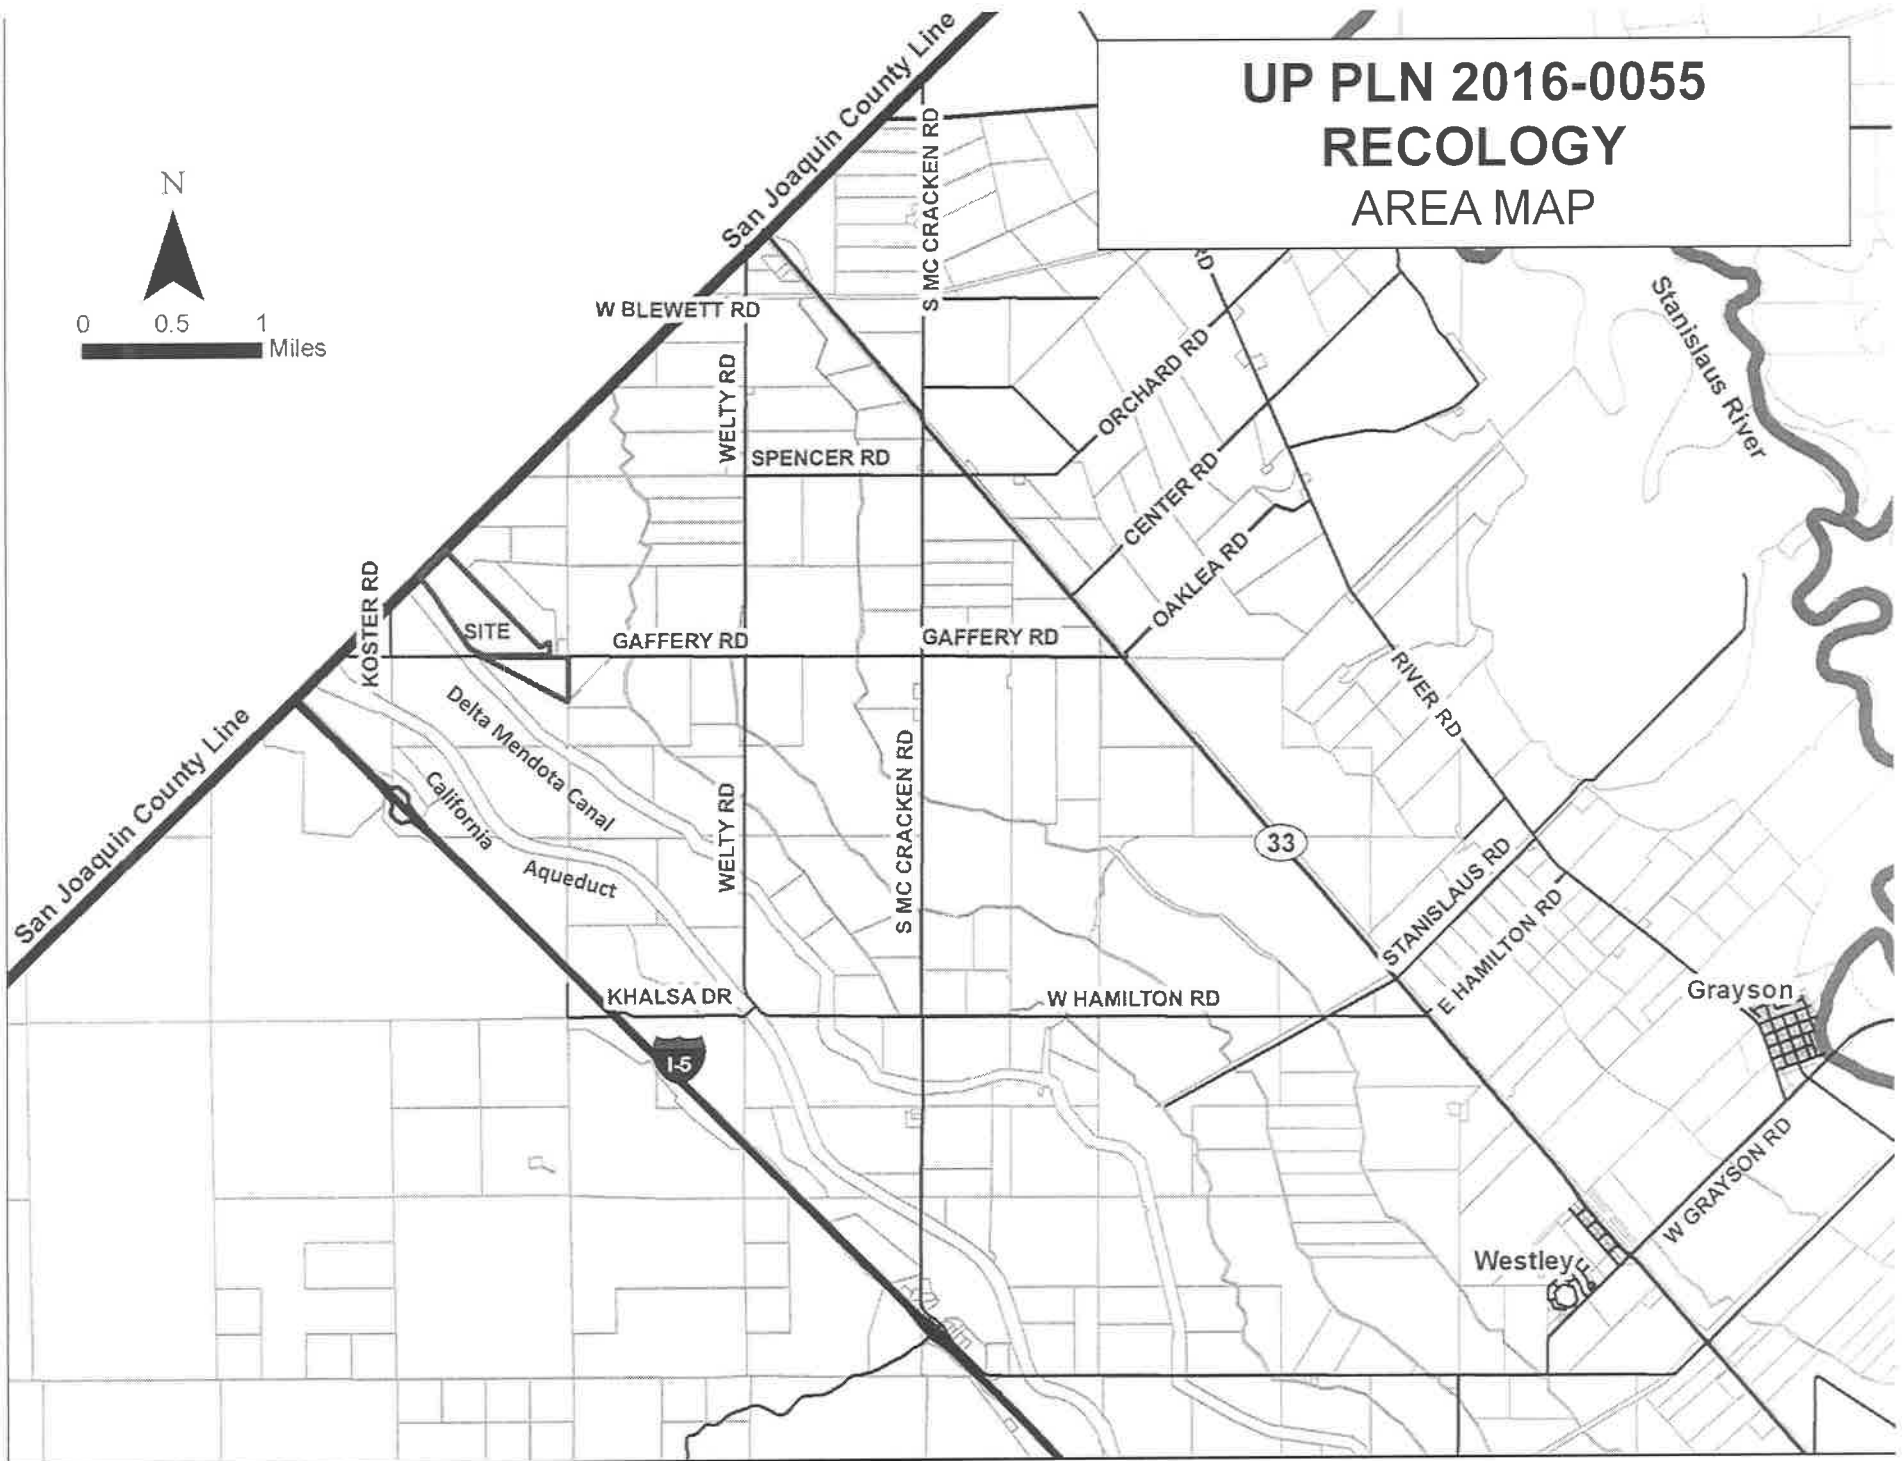 UP PLN 2016-0055
RECOLOGY
AREA MAP
N
0 0.5 1
Miles
San Joaquin County Line
S MC CRACKEN RD
RD
W BLEWETT RD
Stanislaus River
WELTY RD
ORCHARD RD
SPENCER RD
CENTER RD
OAKLEA RD
KOSTER RD
SITE
GAFFERY RD
GAFFERY RD
RIVER RD
Delta Mendota Canal
San Joaquin County Line
California
Aqueduct
WELTY RD
S MC CRACKEN RD
33
STANISLAUS RD
E HAMILTON RD
KHALSA DR
W HAMILTON RD
Grayson
I-5
W GRAYSON RD
Westley